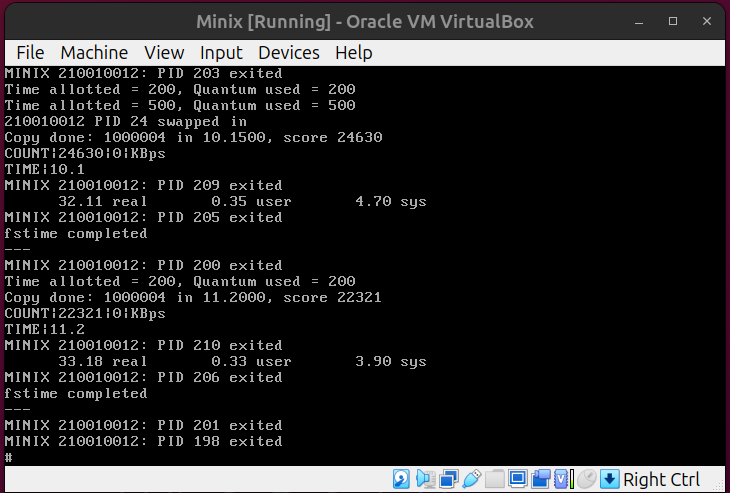 Minix [Running] - Oracle VM VirtualBox
File Machine View Input Devices Help
MINIX 210010012: PID 203 exited
Time allotted = 200, Quantum used = 200
Time allotted = 500, Quantum used = 500
210010012 PID 24 swapped in
Copy done: 1000004 in 10.1500, score 24630
COUNT|24630|0|KBps
TIME|10.1
MINIX 210010012: PID 209 exited
32.11 real 0.35 user 4.70 sys
MINIX 210010012: PID 205 exited
fstime completed
---
MINIX 210010012: PID 200 exited
Time allotted = 200, Quantum used = 200
Copy done: 1000004 in 11.2000, score 22321
COUNT|22321|0|KBps
TIME|11.2
MINIX 210010012: PID 210 exited
33.18 real 0.33 user 3.90 sys
MINIX 210010012: PID 206 exited
fstime completed
---
MINIX 210010012: PID 201 exited
MINIX 210010012: PID 198 exited
#
Right Ctrl